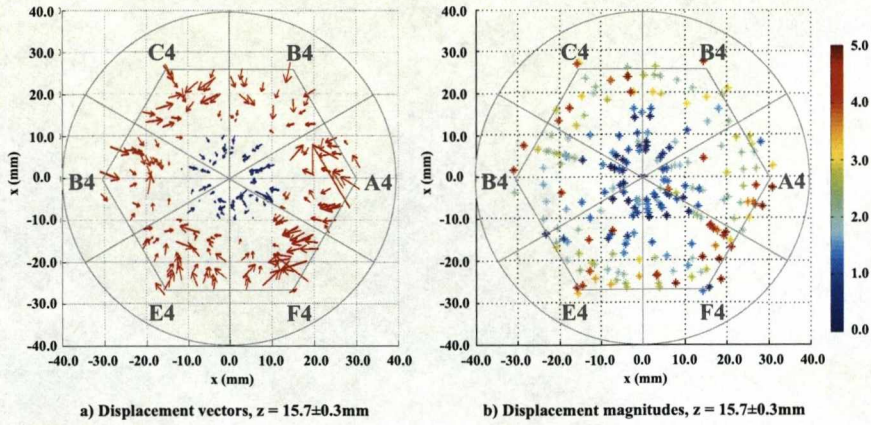 40.0
30.0
20.0
10.0
0.0
-10.0
-20.0
-30.0
-40.0
x (mm)
C4
B4
B4
A4
E4
F4
-40.0 -30.0 -20.0 -10.0 0.0 10.0 20.0 30.0 40.0
x (mm)
a) Displacement vectors, z = 15.7±0.3mm
40.0
30.0
20.0
10.0
0.0
-10.0
-20.0
-30.0
-40.0
x (mm)
C4
B4
B4
A4
E4
F4
-40.0 -30.0 -20.0 -10.0 0.0 10.0 20.0 30.0 40.0
x (mm)
b) Displacement magnitudes, z = 15.7±0.3mm
5.0
4.0
3.0
2.0
1.0
0.0